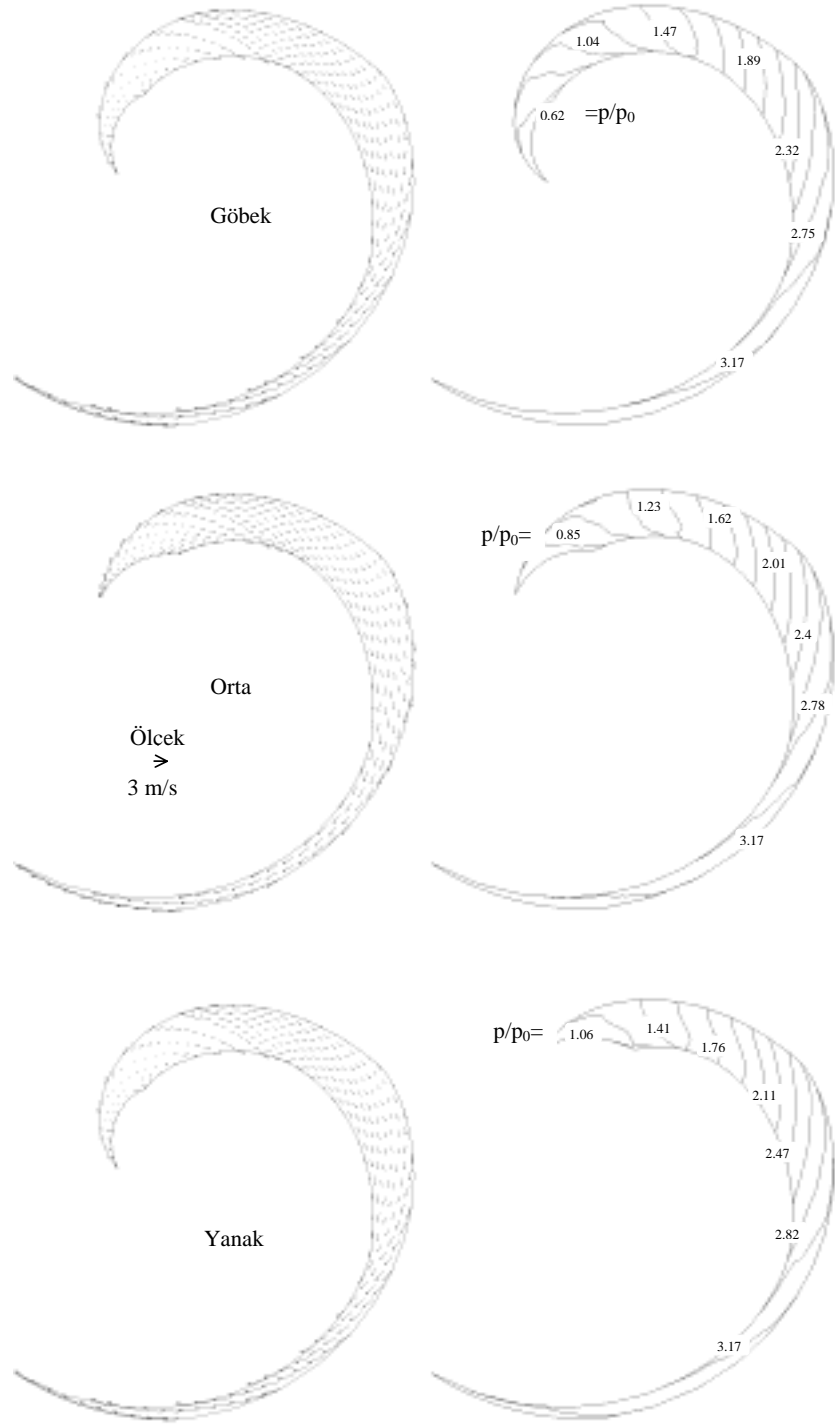 1.47
1.04
1.89
0.62 =p/p₀
2.32
Göbek
2.75
3.17
1.23
1.62
p/p₀= 0.85
2.01
2.4
Orta
2.78
Ölçek
3 m/s
3.17
p/p₀= 1.06
1.41
1.76
2.11
2.47
Yanak
2.82
3.17